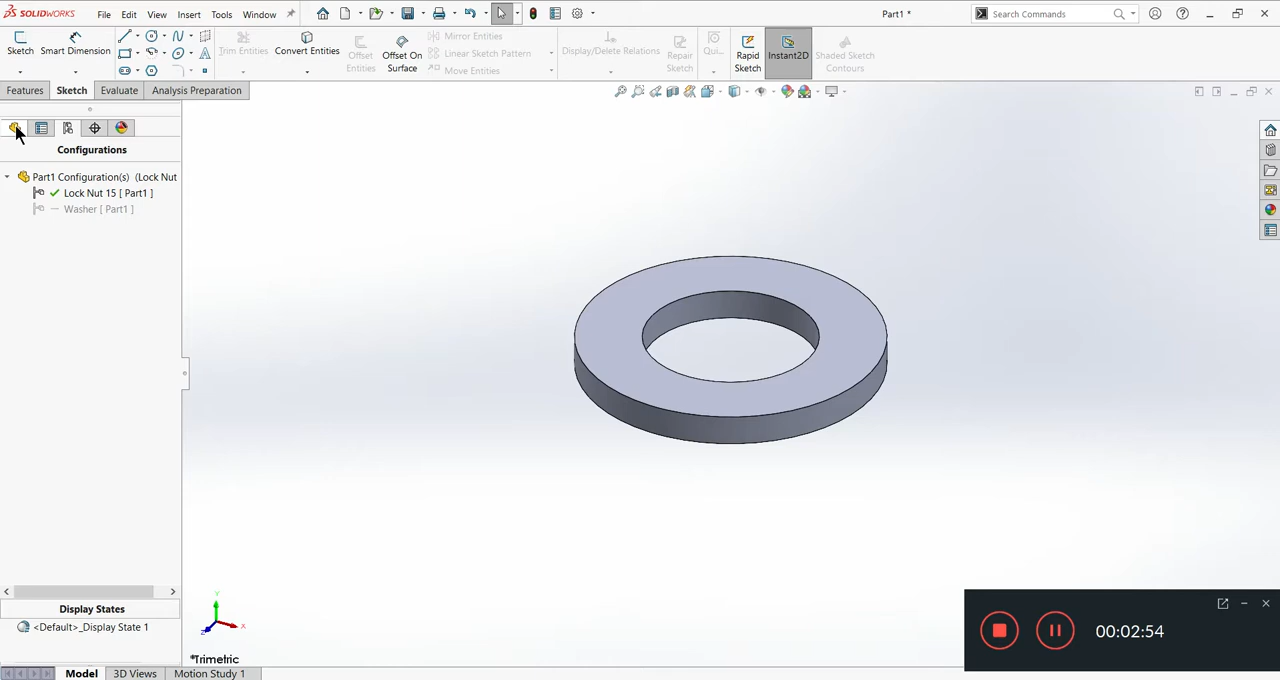 SOLIDWORKS File Edit View Insert Tools Window Part1 * Search Commands
Sketch Smart Dimension Trim Entities Convert Entities Offset Entities Offset On Surface Mirror Entities Linear Sketch Pattern Move Entities Display/Delete Relations Repair Sketch Qui... Rapid Sketch Instant2D Shaded Sketch Contours
Features Sketch Evaluate Analysis Preparation
Configurations
Part1 Configuration(s) (Lock Nut
Lock Nut 15 [ Part1 ]
Washer [ Part1 ]
Display States
<Default>_Display State 1
Y
X
Z
*Trimetric
00:02:54
Model 3D Views Motion Study 1